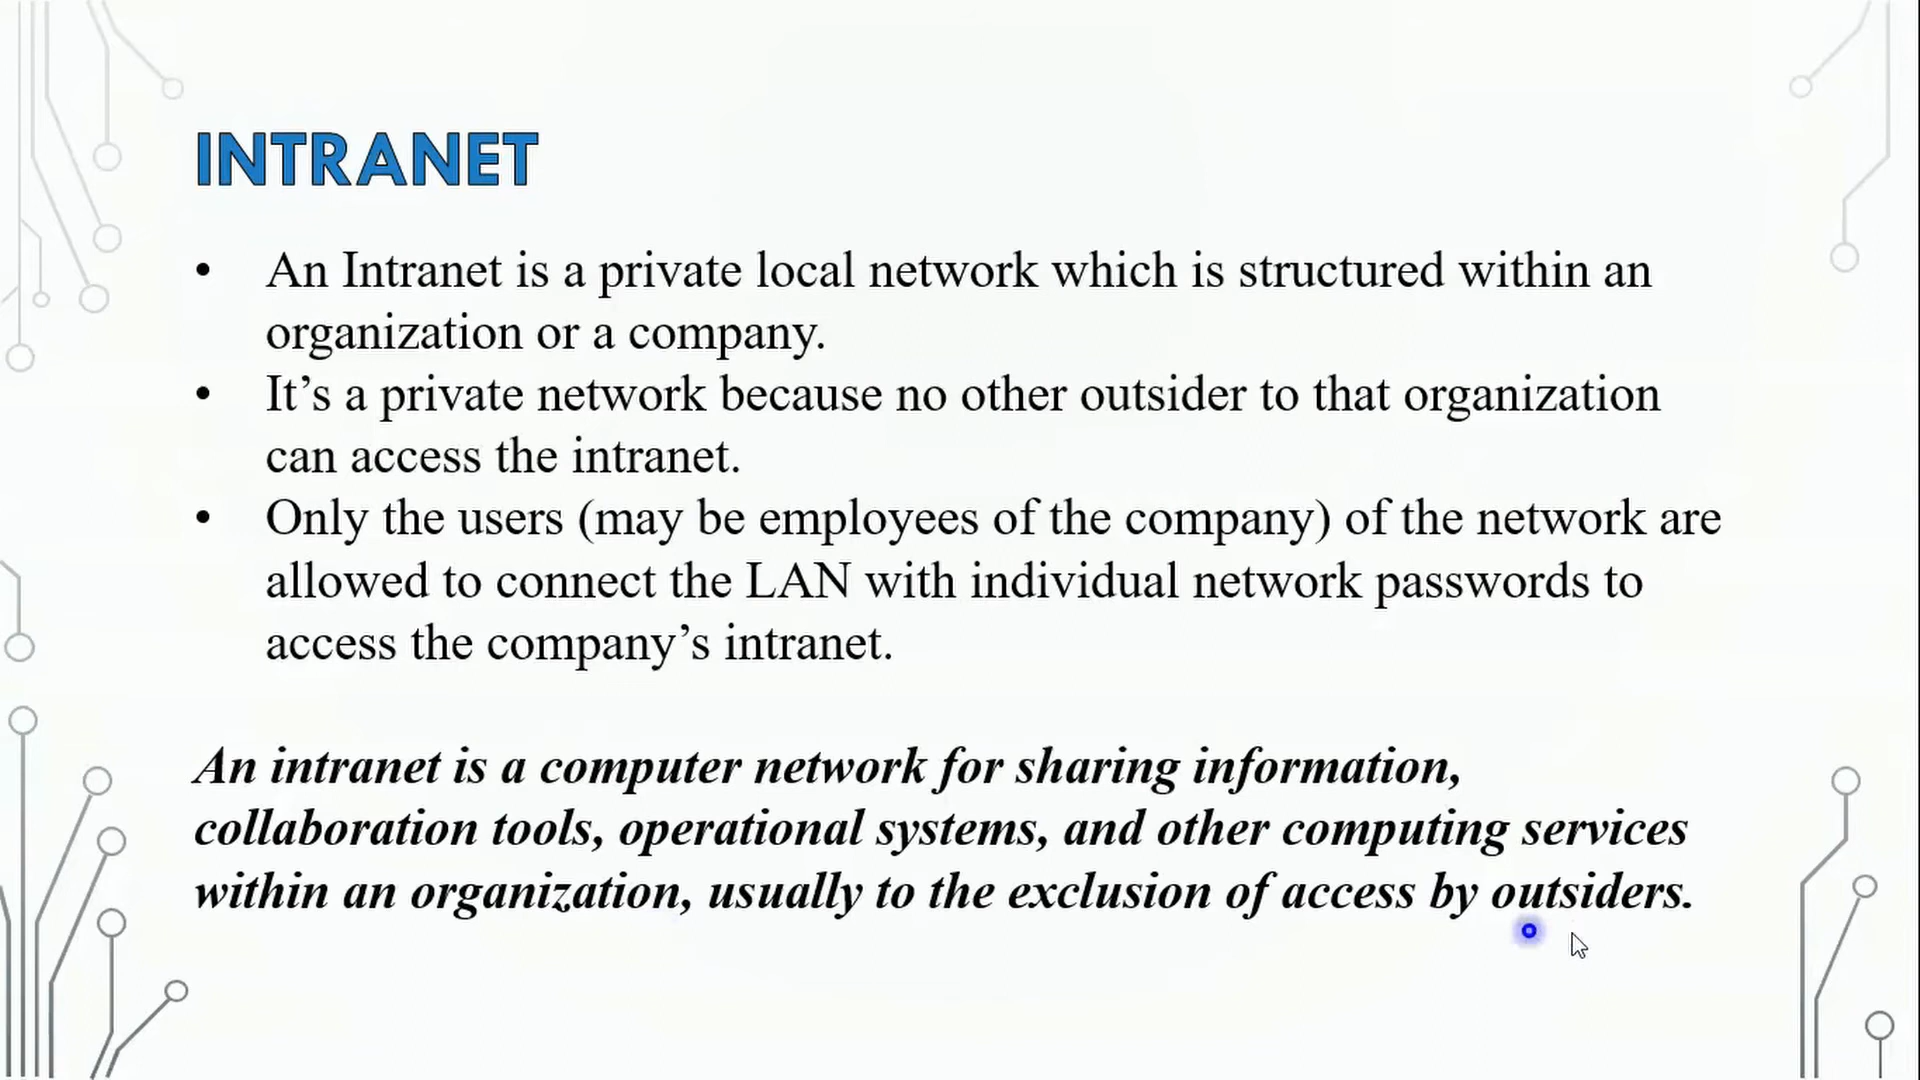 INTRANET
• An Intranet is a private local network which is structured within an
organization or a company.
• It’s a private network because no other outsider to that organization
can access the intranet.
• Only the users (may be employees of the company) of the network are
allowed to connect the LAN with individual network passwords to
access the company’s intranet.
An intranet is a computer network for sharing information,
collaboration tools, operational systems, and other computing services
within an organization, usually to the exclusion of access by outsiders.